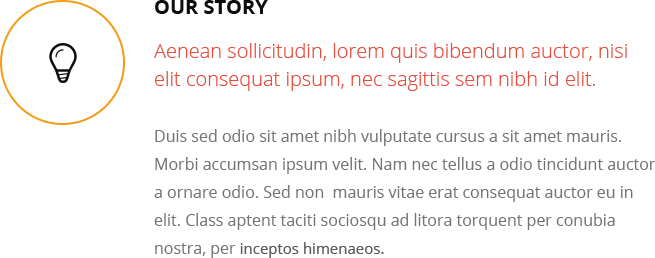 OUR STORY
Aenean sollicitudin, lorem quis bibendum auctor, nisi
elit consequat ipsum, nec sagittis sem nibh id elit.
Duis sed odio sit amet nibh vulputate cursus a sit amet mauris.
Morbi accumsan ipsum velit. Nam nec tellus a odio tincidunt auctor
a ornare odio. Sed non  mauris vitae erat consequat auctor eu in
elit. Class aptent taciti sociosqu ad litora torquent per conubia
nostra, per inceptos himenaeos.